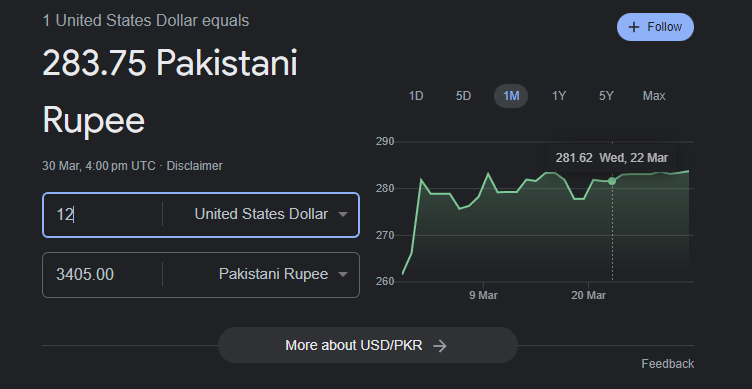 1 United States Dollar equals
+ Follow
283.75 Pakistani
Rupee
30 Mar, 4:00 pm UTC · Disclaimer
12 United States Dollar
3405.00 Pakistani Rupee
1D 5D 1M 1Y 5Y Max
290
281.62 Wed, 22 Mar
280
270
260
9 Mar 20 Mar
More about USD/PKR →
Feedback